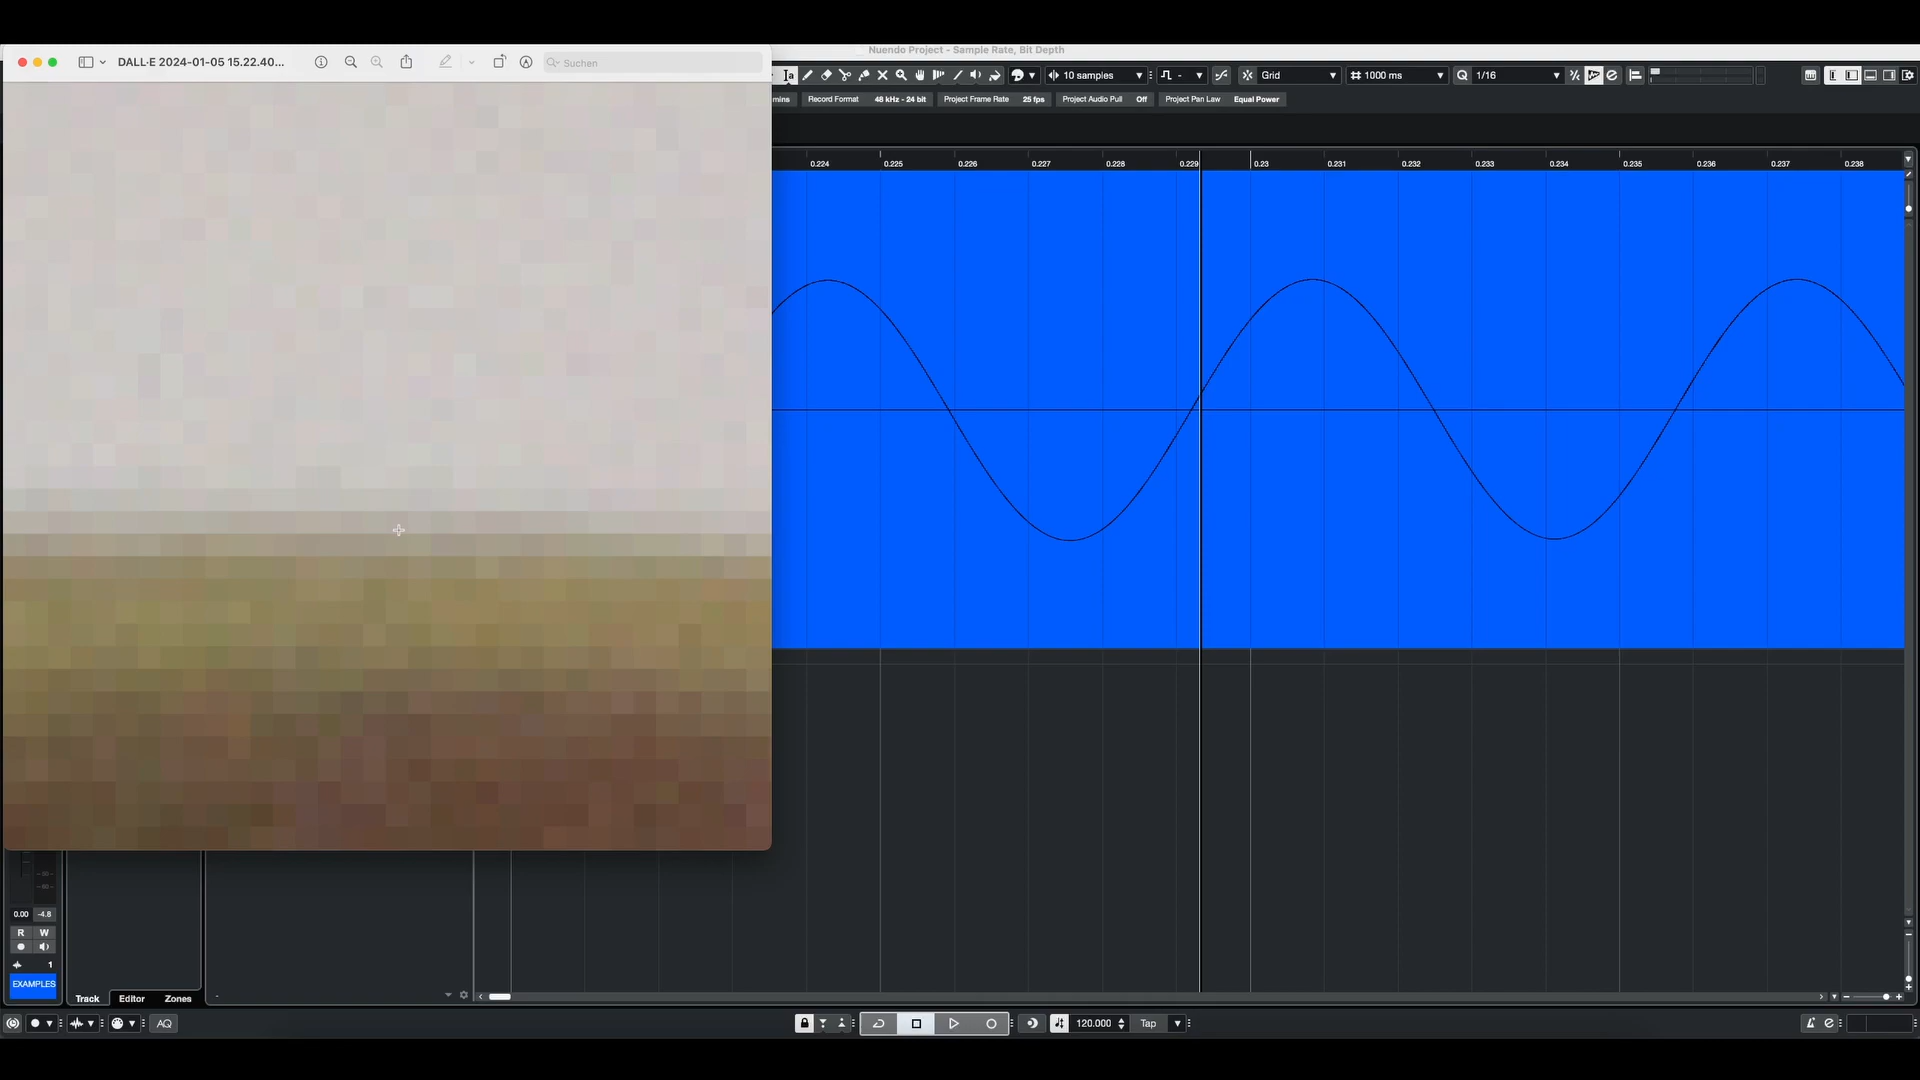 Nuendo Project - Sample Rate, Bit Depth
DALL·E 2024-01-05 15.22.40...
Suchen
10 samples
Grid
1000 ms
Q
1/16
mins
Record Format 48 kHz - 24 bit
Project Frame Rate 25 fps
Project Audio Pull Off
Project Pan Law Equal Power
0.224 0.225 0.226 0.227 0.228 0.229 0.23 0.231 0.232 0.233 0.234 0.235 0.236 0.237 0.238
0.00 -4.8
R W
1
EXAMPLES
Track Editor Zones
AQ
120.000
Tap